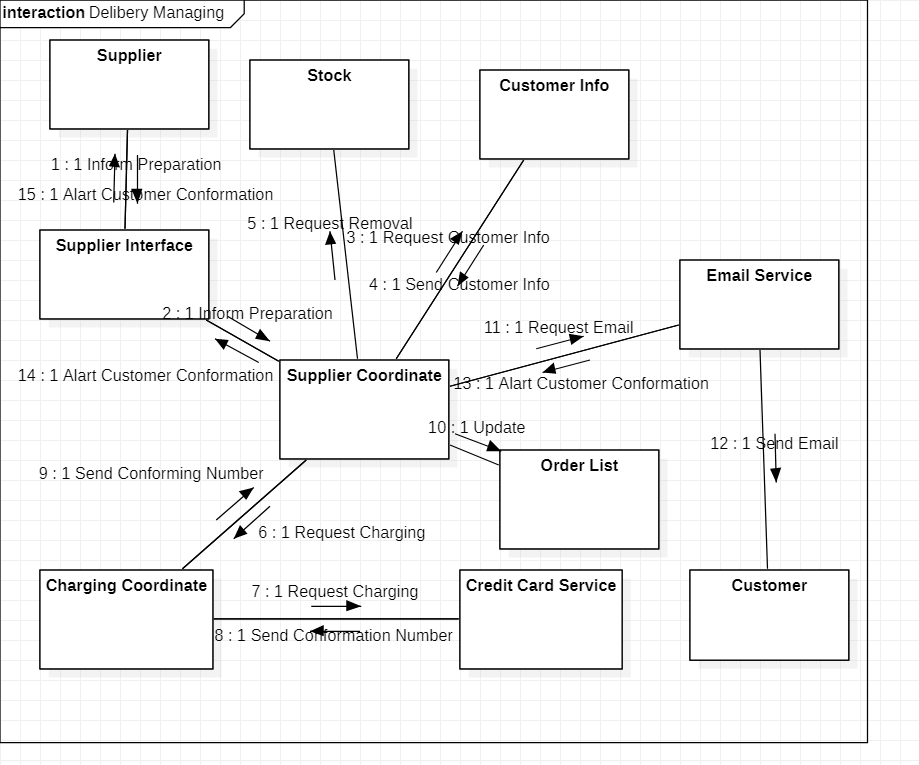 interaction Delibery Managing
Supplier
Stock
Customer Info
1 : 1 Inform Preparation
15 : 1 Alart Customer Conformation
5 : 1 Request Removal
3 : 1 Request Customer Info
Supplier Interface
4 : 1 Send Customer Info
Email Service
2 : 1 Inform Preparation
11 : 1 Request Email
14 : 1 Alart Customer Conformation
Supplier Coordinate
13 : 1 Alart Customer Conformation
10 : 1 Update
12 : 1 Send Email
Order List
9 : 1 Send Conforming Number
6 : 1 Request Charging
Charging Coordinate
7 : 1 Request Charging
Credit Card Service
Customer
8 : 1 Send Conformation Number